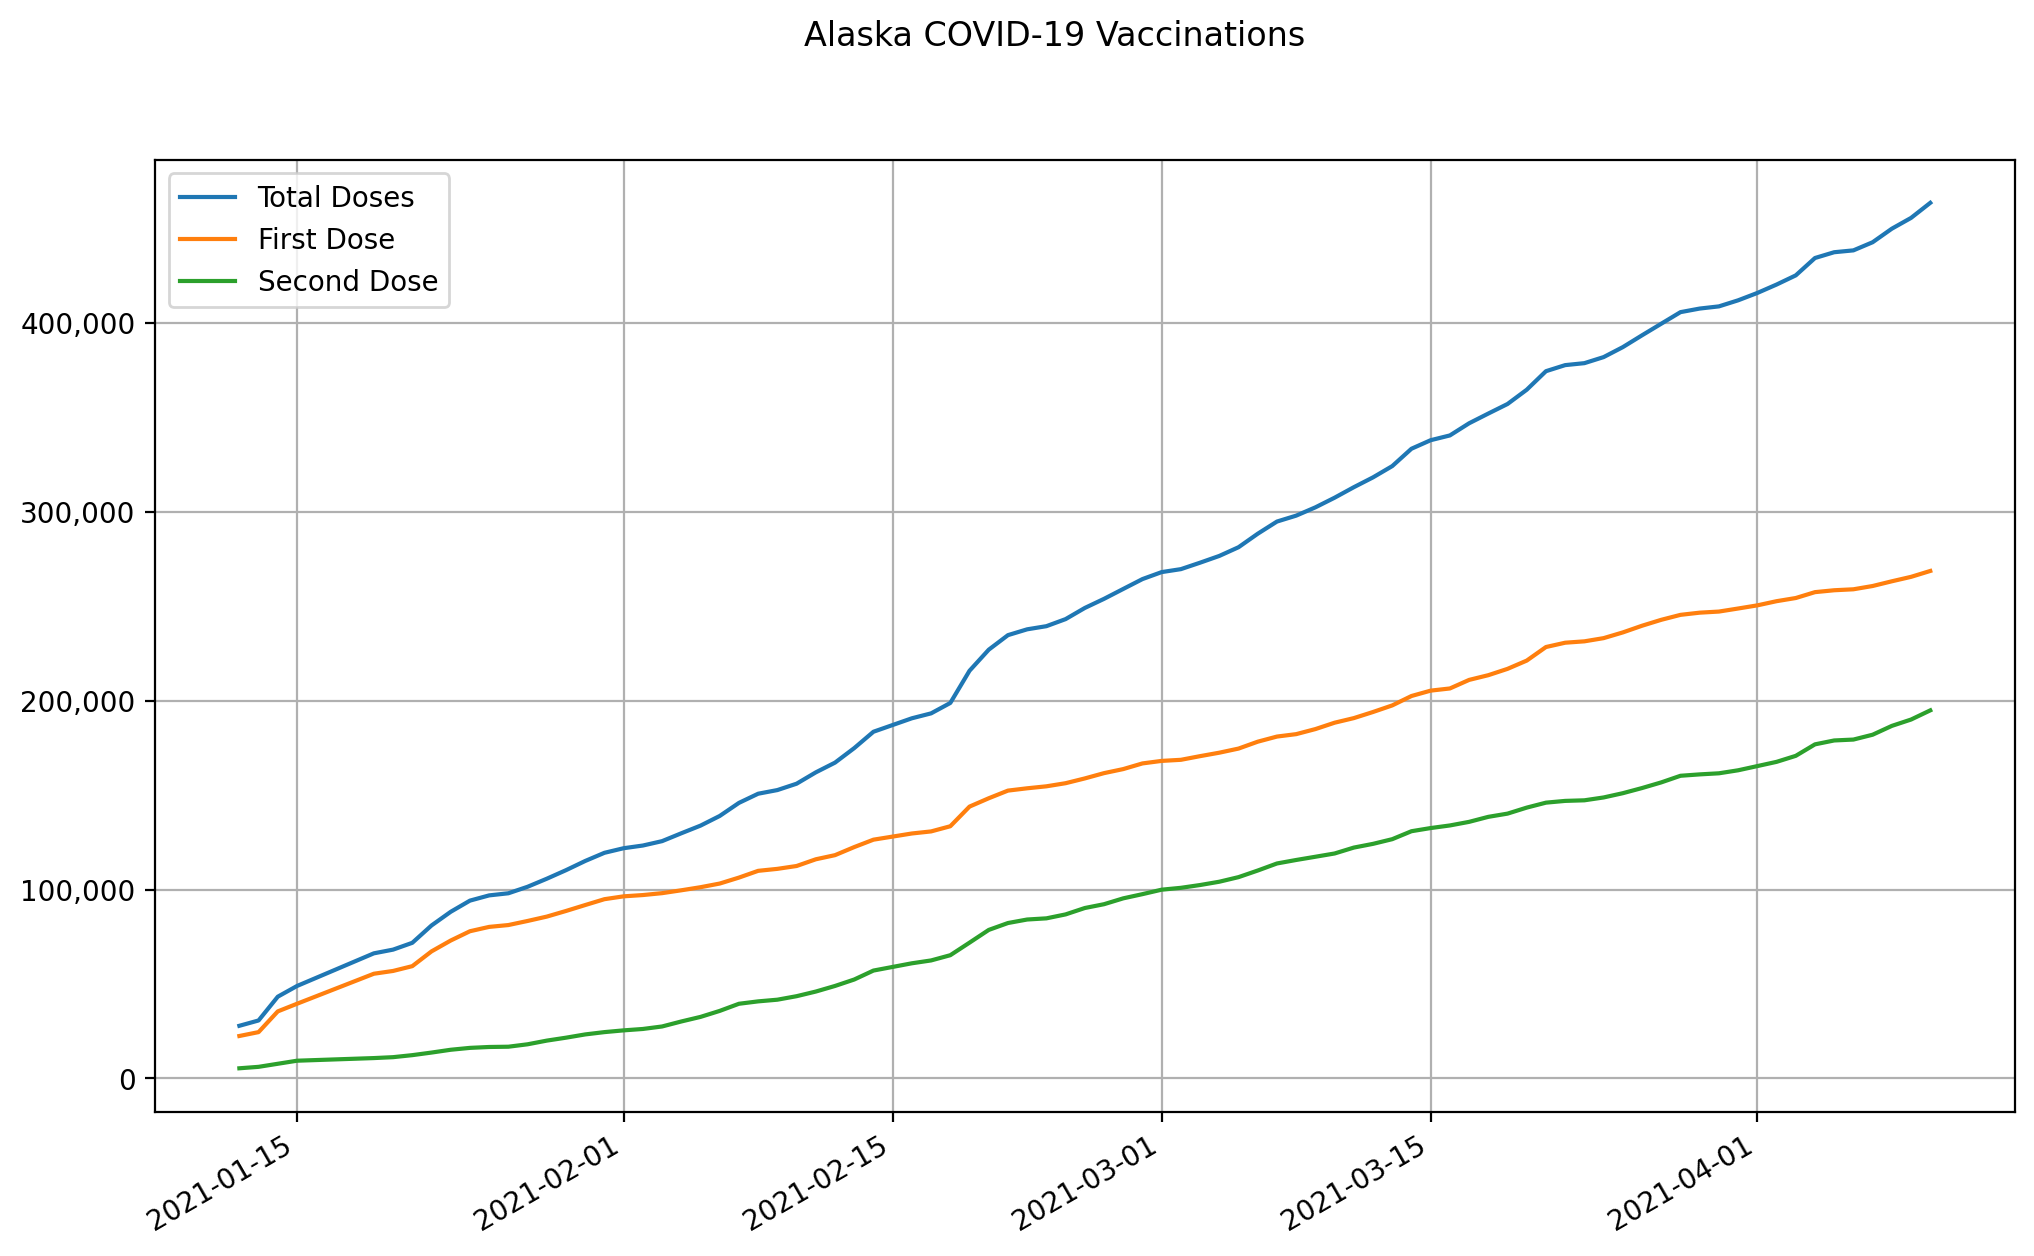 Alaska COVID-19 Vaccinations
Total Doses
First Dose
Second Dose
400,000
300,000
200,000
100,000
0
2021-01-15
2021-02-01
2021-02-15
2021-03-01
2021-03-15
2021-04-01